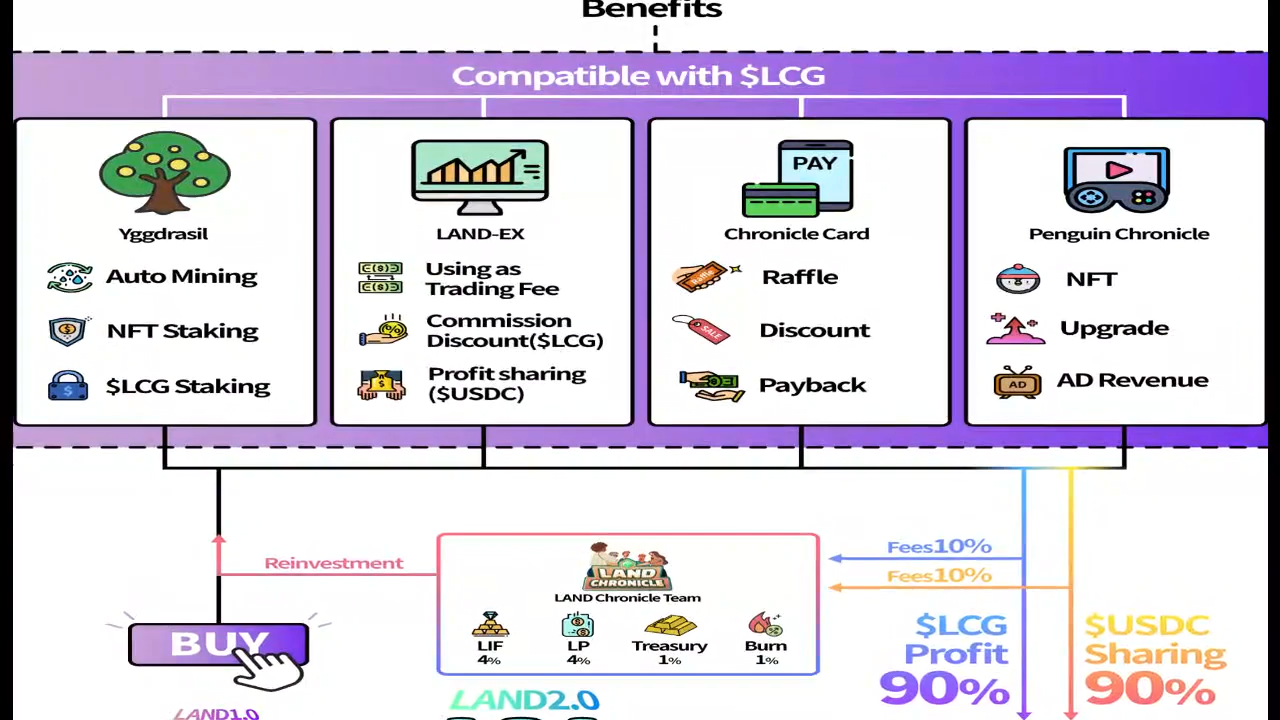 Benefits
Compatible with $LCG
PAY
Yggdrasil
LAND-EX
Chronicle Card
Penguin Chronicle
Auto Mining
NFT Staking
$LCG Staking
Using as
Trading Fee
Commission
Discount($LCG)
Profit sharing
($USDC)
Raffle
Raffle
SALE
Discount
Payback
NFT
Upgrade
AD
AD Revenue
Reinvestment
LAND
CHRONICLE
LAND Chronicle Team
LIF
4%
LP
4%
Treasury
1%
Burn
1%
Fees10%
Fees10%
$LCG
Profit
90%
$USDC
Sharing
90%
BUY
LAND1.0
LAND2.0